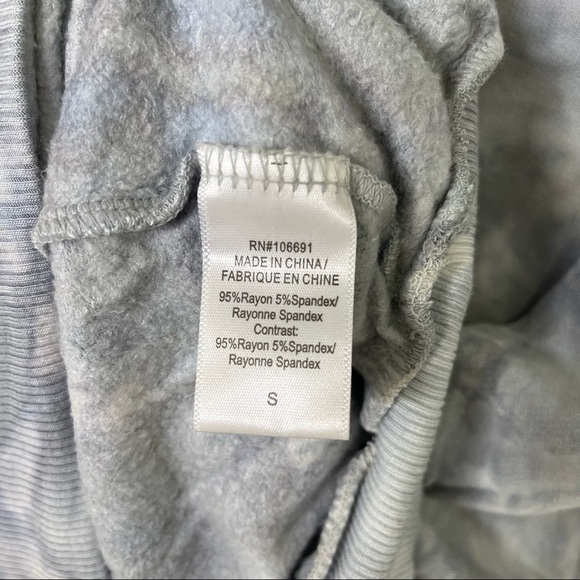 RN#106691
MADE IN CHINA/
FABRIQUE EN CHINE
95%Rayon 5%Spandex/
Rayonne Spandex
Contrast:
95%Rayon 5%Spandex/
Rayonne Spandex
S